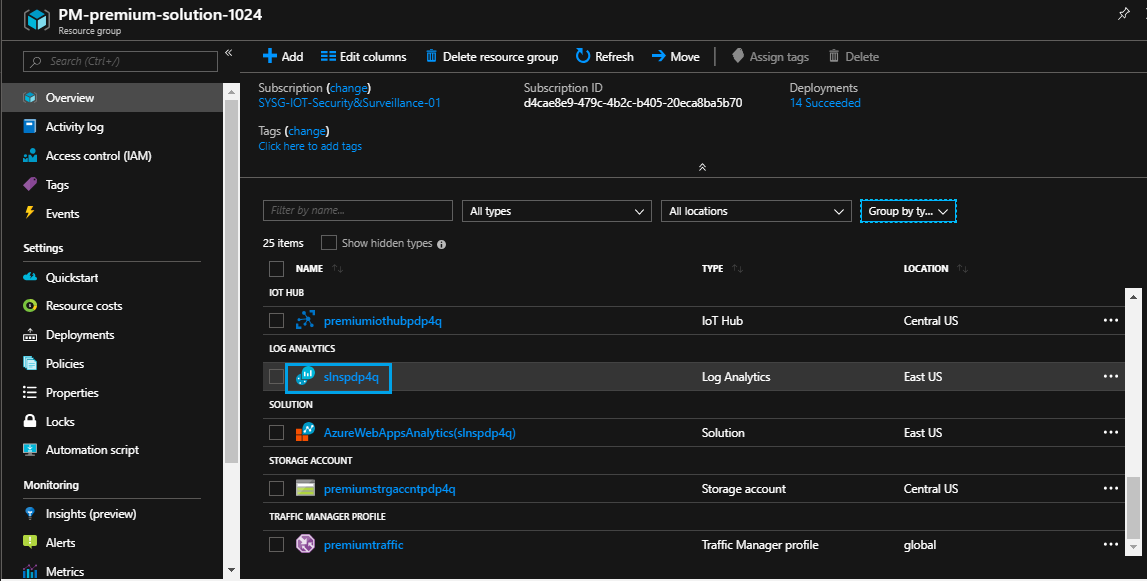 PM-premium-solution-1024
Resource group
Search (Ctrl+/)
«
Overview
Activity log
Access control (IAM)
Tags
Events
Settings
Quickstart
Resource costs
Deployments
Policies
Properties
Locks
Automation script
Monitoring
Insights (preview)
Alerts
Metrics
Add Edit columns Delete resource group Refresh Move Assign tags Delete
Subscription (change) Subscription ID Deployments
SYSG-IOT-Security&Surveillance-01 d4cae8e9-479c-4b2c-b405-20eca8ba5b70 14 Succeeded
Tags (change)
Click here to add tags
Filter by name... All types All locations Group by ty...
25 items Show hidden types
NAME TYPE LOCATION
IOT HUB
premiumiothubpdp4q IoT Hub Central US ...
LOG ANALYTICS
slnspdp4q Log Analytics East US ...
SOLUTION
AzureWebAppsAnalytics(slnspdp4q) Solution East US ...
STORAGE ACCOUNT
premiumstrgaccntpdp4q Storage account Central US ...
TRAFFIC MANAGER PROFILE
premiumtraffic Traffic Manager profile global ...